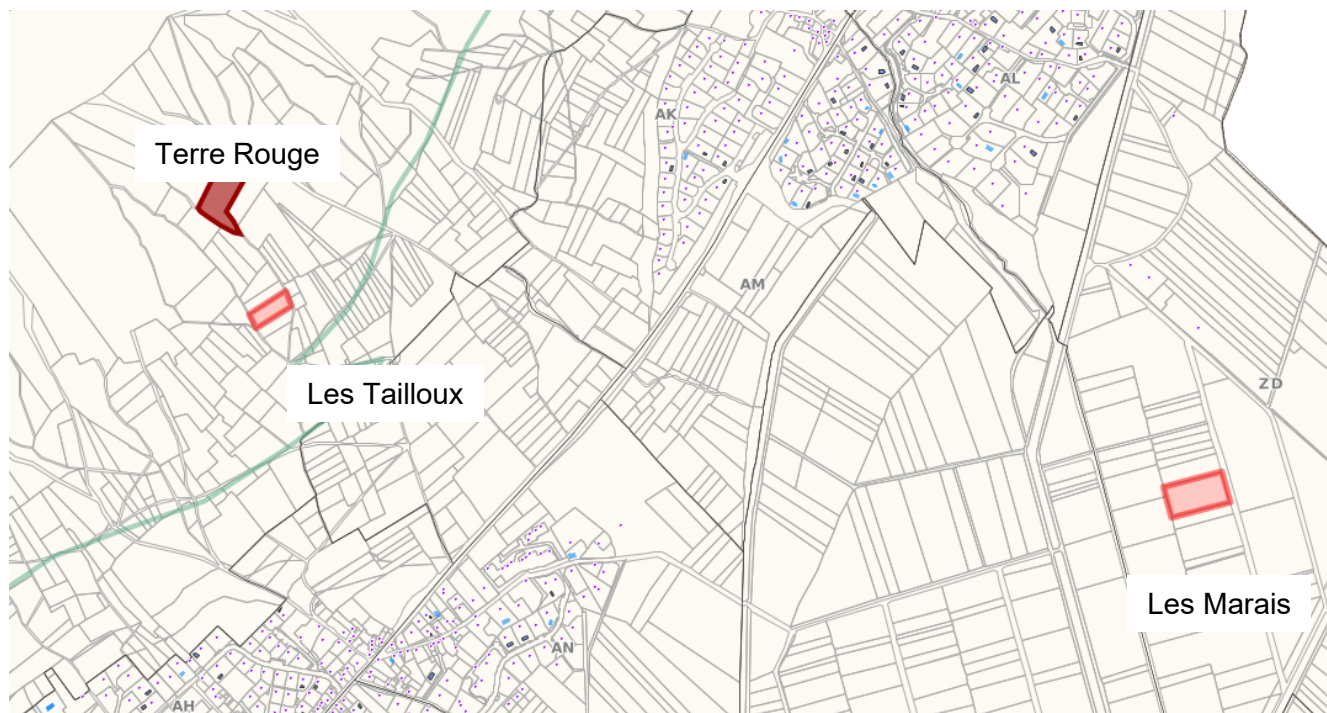 AL
AK
Terre Rouge
AM
ZD
Les Tailloux
Les Marais
AN
AH